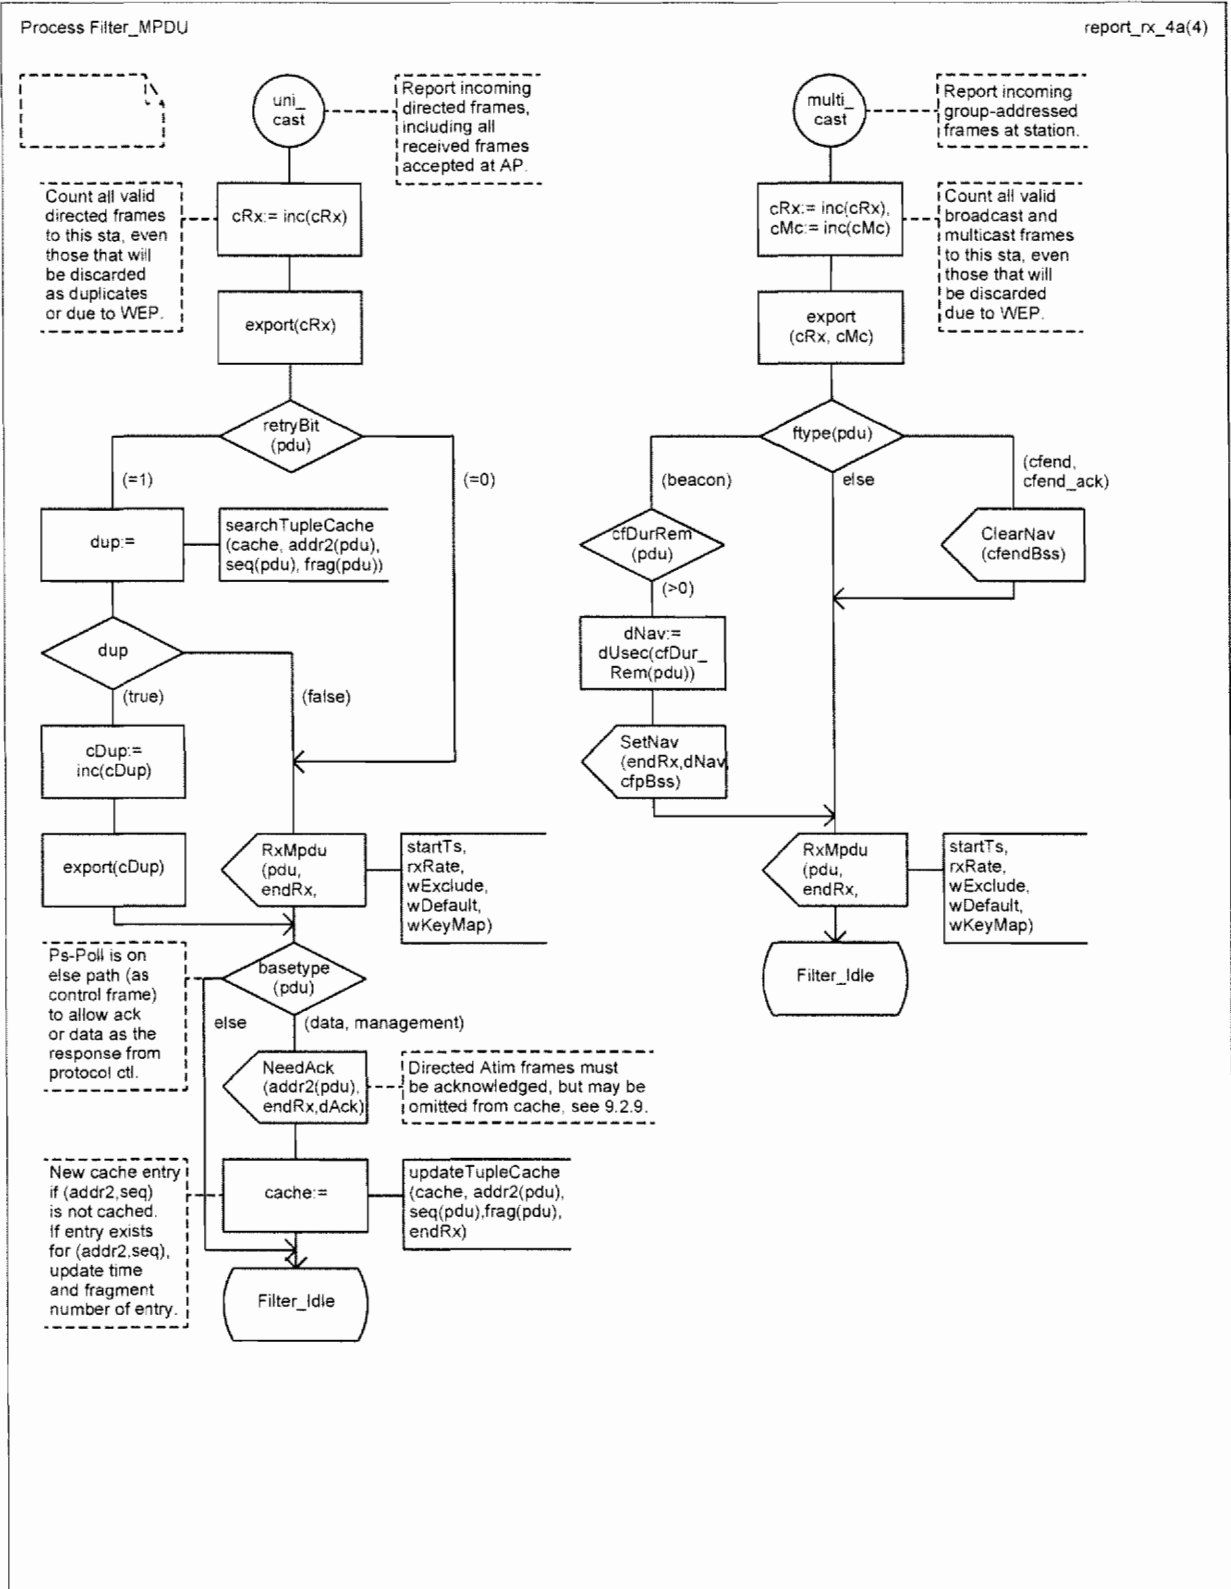 Process Filter_MPDU
report_rx_4a(4)
uni_
cast
Report incoming
directed frames,
including all
received frames
accepted at AP.
Count all valid
directed frames
to this sta, even
those that will
be discarded
as duplicates
or due to WEP.
cRx:= inc(cRx)
export(cRx)
retryBit
(pdu)
(=1)
(=0)
dup:=
searchTupleCache
(cache, addr2(pdu),
seq(pdu), frag(pdu))
dup
(true)
(false)
cDup:=
inc(cDup)
export(cDup)
RxMpdu
(pdu,
endRx,
startTs,
rxRate,
wExclude,
wDefault,
wKeyMap)
Ps-Poll is on
else path (as
control frame)
to allow ack
or data as the
response from
protocol ctl.
basetype
(pdu)
else
(data, management)
NeedAck
(addr2(pdu),
endRx,dAck)
Directed Atim frames must
be acknowledged, but may be
omitted from cache, see 9.2.9.
New cache entry
if (addr2,seq)
is not cached.
If entry exists
for (addr2,seq),
update time
and fragment
number of entry.
cache:=
updateTupleCache
(cache, addr2(pdu),
seq(pdu),frag(pdu),
endRx)
Filter_Idle
multi_
cast
Report incoming
group-addressed
frames at station.
cRx:= inc(cRx),
cMc:= inc(cMc)
Count all valid
broadcast and
multicast frames
to this sta, even
those that will
be discarded
due to WEP.
export
(cRx, cMc)
ftype(pdu)
(beacon)
else
(cfend,
cfend_ack)
cfDurRem
(pdu)
(>0)
ClearNav
(cfendBss)
dNav:=
dUsec(cfDur_
Rem(pdu))
SetNav
(endRx,dNav,
cfpBss)
RxMpdu
(pdu,
endRx,
startTs,
rxRate,
wExclude,
wDefault,
wKeyMap)
Filter_Idle